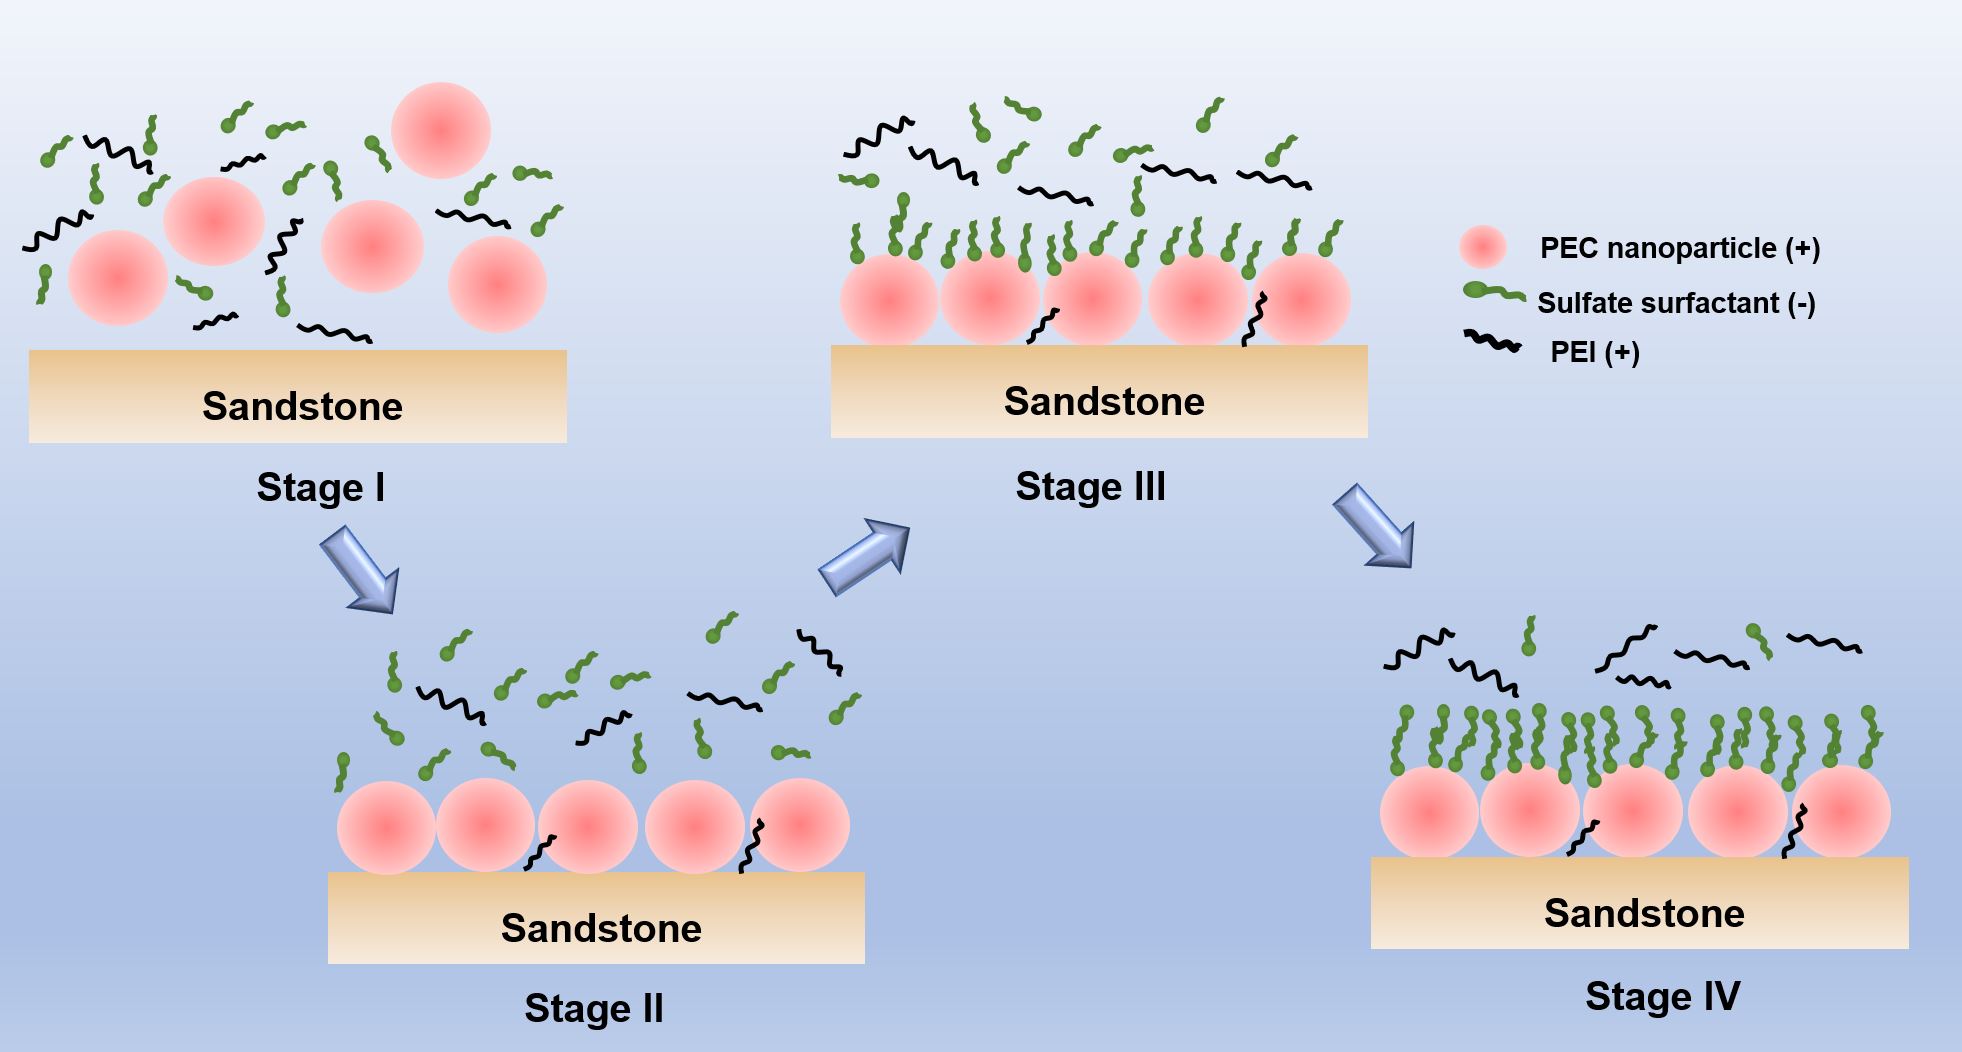 Sandstone
Stage I
Sandstone
Stage II
Sandstone
Stage III
Sandstone
Stage IV
PEC nanoparticle (+)
Sulfate surfactant (-)
PEI (+)